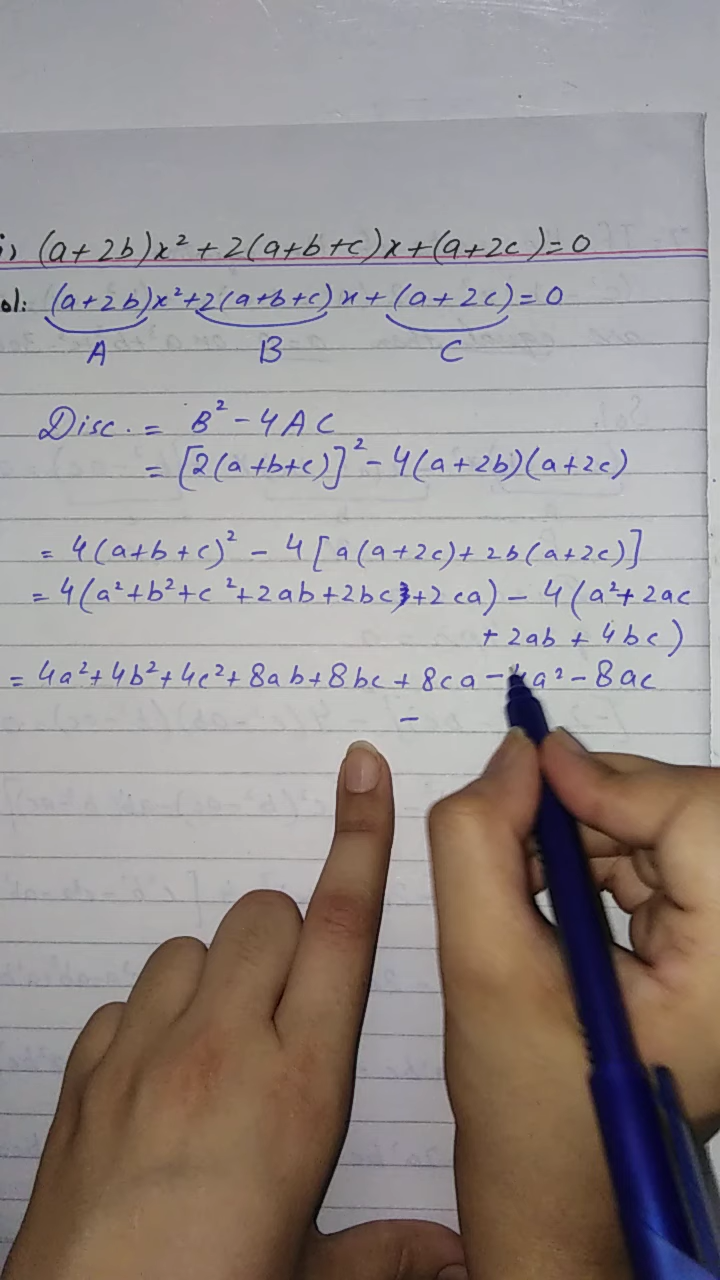 i) (a+2b)x²+2(a+b+c)x+(a+2c)=0
ol: (a+2b)x²+2(a+b+c)x+(a+2c)=0
A B C
Disc. = B²-4AC
= [2(a+b+c)]²-4(a+2b)(a+2c)
= 4(a+b+c)² - 4[a(a+2c)+2b(a+2c)]
= 4(a²+b²+c²+2ab+2bc+2ca) - 4(a²+2ac
+2ab+4bc)
= 4a²+4b²+4c²+8ab+8bc+8ca-4a²-8ac
-